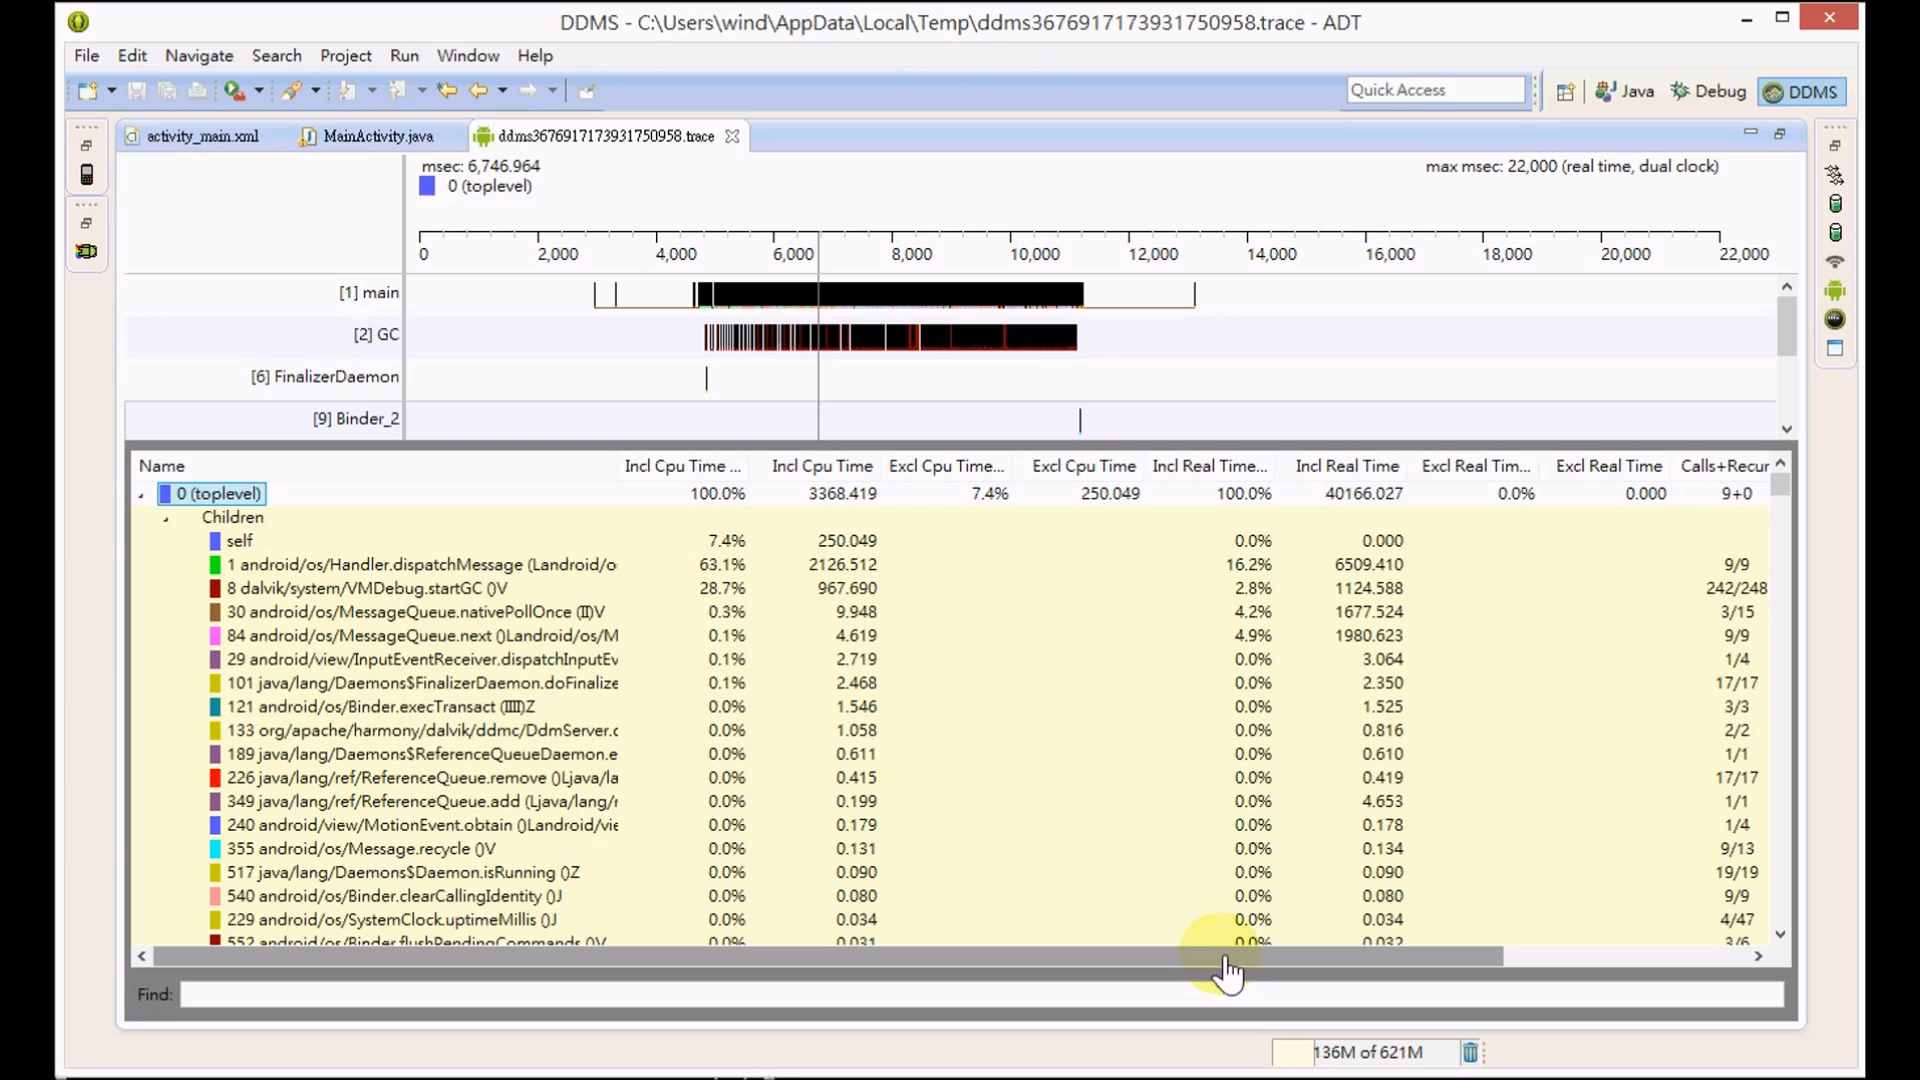 DDMS - C:\Users\wind\AppData\Local\Temp\ddms3676917173931750958.trace - ADT
File Edit Navigate Search Project Run Window Help
Quick Access Java Debug DDMS
activity_main.xml MainActivity.java ddms3676917173931750958.trace
msec: 6,746.964 max msec: 22,000 (real time, dual clock)
0 (toplevel)
0 2,000 4,000 6,000 8,000 10,000 12,000 14,000 16,000 18,000 20,000 22,000
[1] main
[2] GC
[6] FinalizerDaemon
[9] Binder_2
Name Incl Cpu Time ... Incl Cpu Time Excl Cpu Time... Excl Cpu Time Incl Real Time... Incl Real Time Excl Real Tim... Excl Real Time Calls+Recur
0 (toplevel) 100.0% 3368.419 7.4% 250.049 100.0% 40166.027 0.0% 0.000 9+0
Children
self 7.4% 250.049 0.0% 0.000
1 android/os/Handler.dispatchMessage (Landroid/o 63.1% 2126.512 16.2% 6509.410 9/9
8 dalvik/system/VMDebug.startGC ()V 28.7% 967.690 2.8% 1124.588 242/248
30 android/os/MessageQueue.nativePollOnce (II)V 0.3% 9.948 4.2% 1677.524 3/15
84 android/os/MessageQueue.next ()Landroid/os/M 0.1% 4.619 4.9% 1980.623 9/9
29 android/view/InputEventReceiver.dispatchInputEv 0.1% 2.719 0.0% 3.064 1/4
101 java/lang/Daemons$FinalizerDaemon.doFinalize 0.1% 2.468 0.0% 2.350 17/17
121 android/os/Binder.execTransact (IIII)Z 0.0% 1.546 0.0% 1.525 3/3
133 org/apache/harmony/dalvik/ddmc/DdmServer.c 0.0% 1.058 0.0% 0.816 2/2
189 java/lang/Daemons$ReferenceQueueDaemon.e 0.0% 0.611 0.0% 0.610 1/1
226 java/lang/ref/ReferenceQueue.remove ()Ljava/la 0.0% 0.415 0.0% 0.419 17/17
349 java/lang/ref/ReferenceQueue.add (Ljava/lang/r 0.0% 0.199 0.0% 4.653 1/1
240 android/view/MotionEvent.obtain ()Landroid/vie 0.0% 0.179 0.0% 0.178 1/4
355 android/os/Message.recycle ()V 0.0% 0.131 0.0% 0.134 9/13
517 java/lang/Daemons$Daemon.isRunning ()Z 0.0% 0.090 0.0% 0.090 19/19
540 android/os/Binder.clearCallingIdentity ()J 0.0% 0.080 0.0% 0.080 9/9
229 android/os/SystemClock.uptimeMillis ()J 0.0% 0.034 0.0% 0.034 4/47
552 android/os/Binder.flushPendingCommands ()V 0.0% 0.031 0.0% 0.032 3/6
Find:
136M of 621M